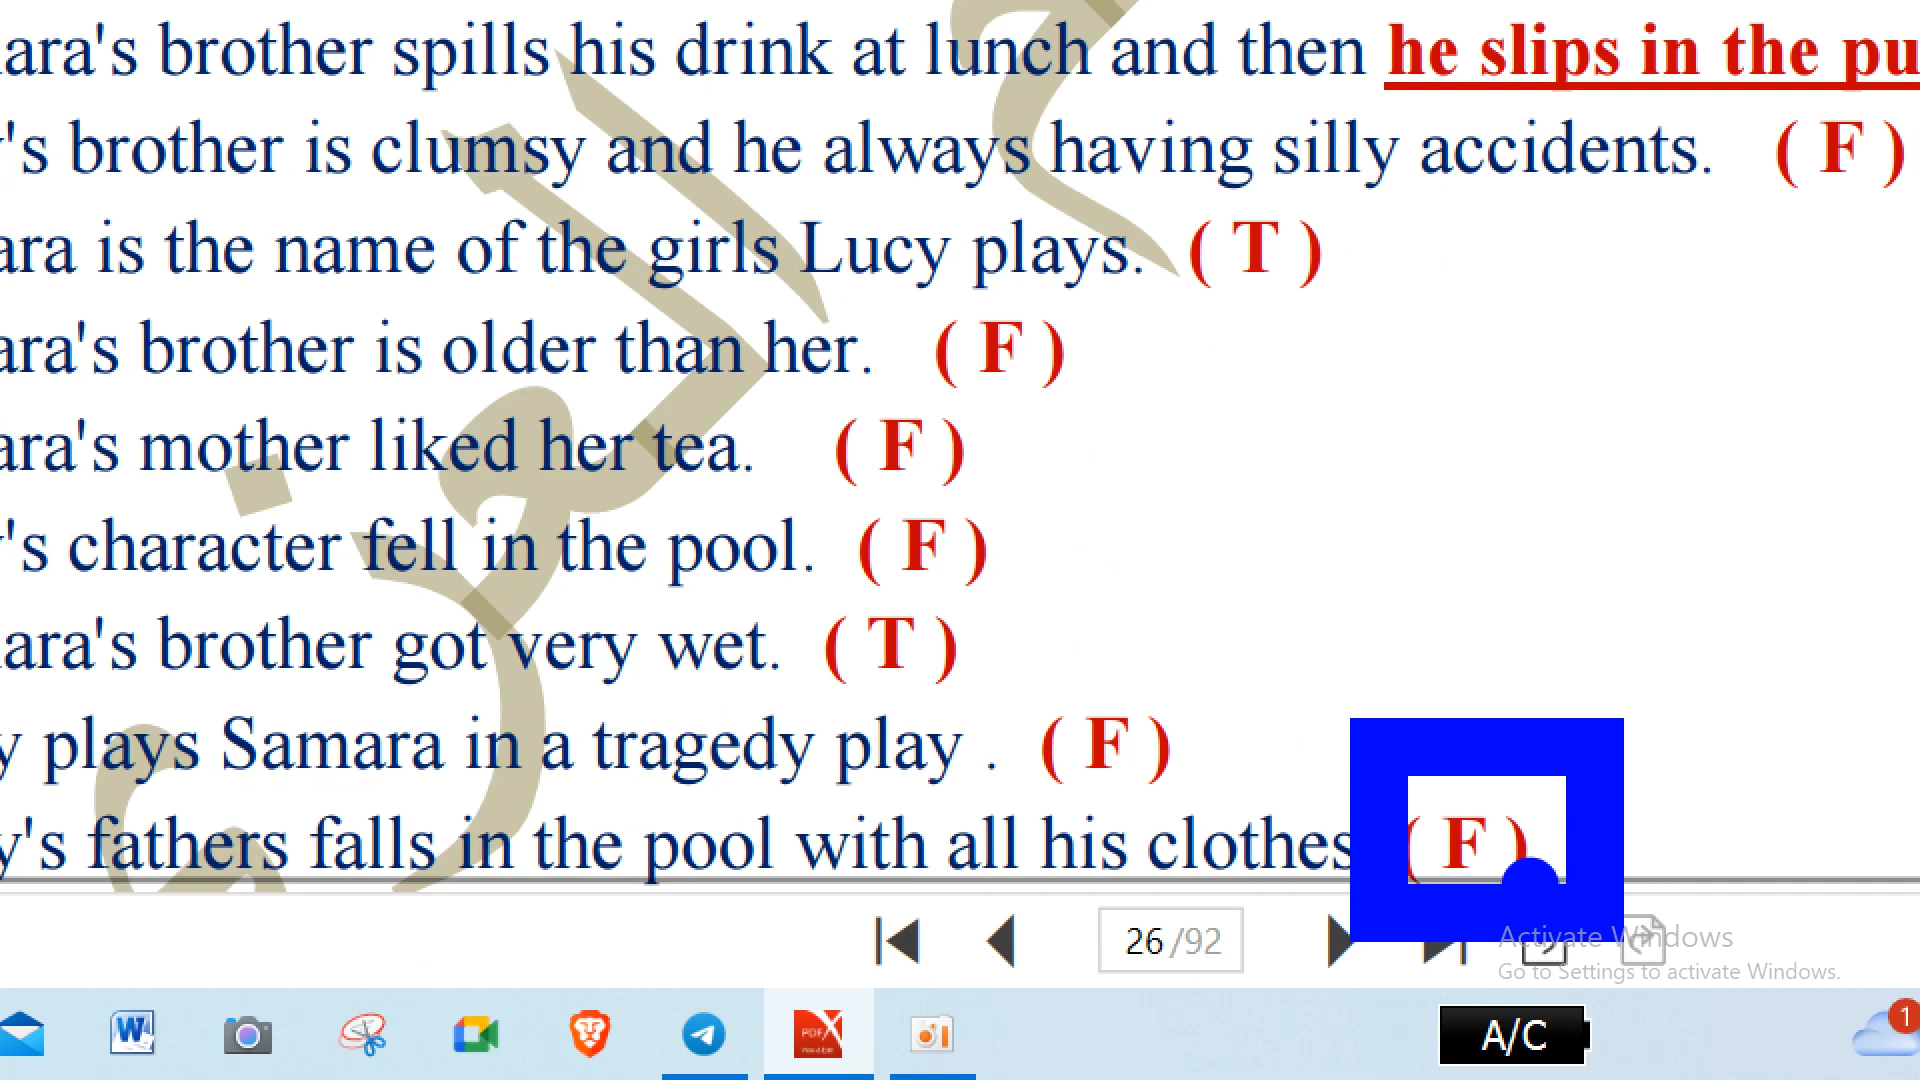 ara's brother spills his drink at lunch and then he slips in the pu
's brother is clumsy and he always having silly accidents. ( F )
ara is the name of the girls Lucy plays. ( T )
ara's brother is older than her. ( F )
ara's mother liked her tea. ( F )
's character fell in the pool. ( F )
ara's brother got very wet. ( T )
y plays Samara in a tragedy play . ( F )
y's fathers falls in the pool with all his clothes ( F )
26 /92
Activate Windows
Go to Settings to activate Windows.
W
PDF
A/C
1